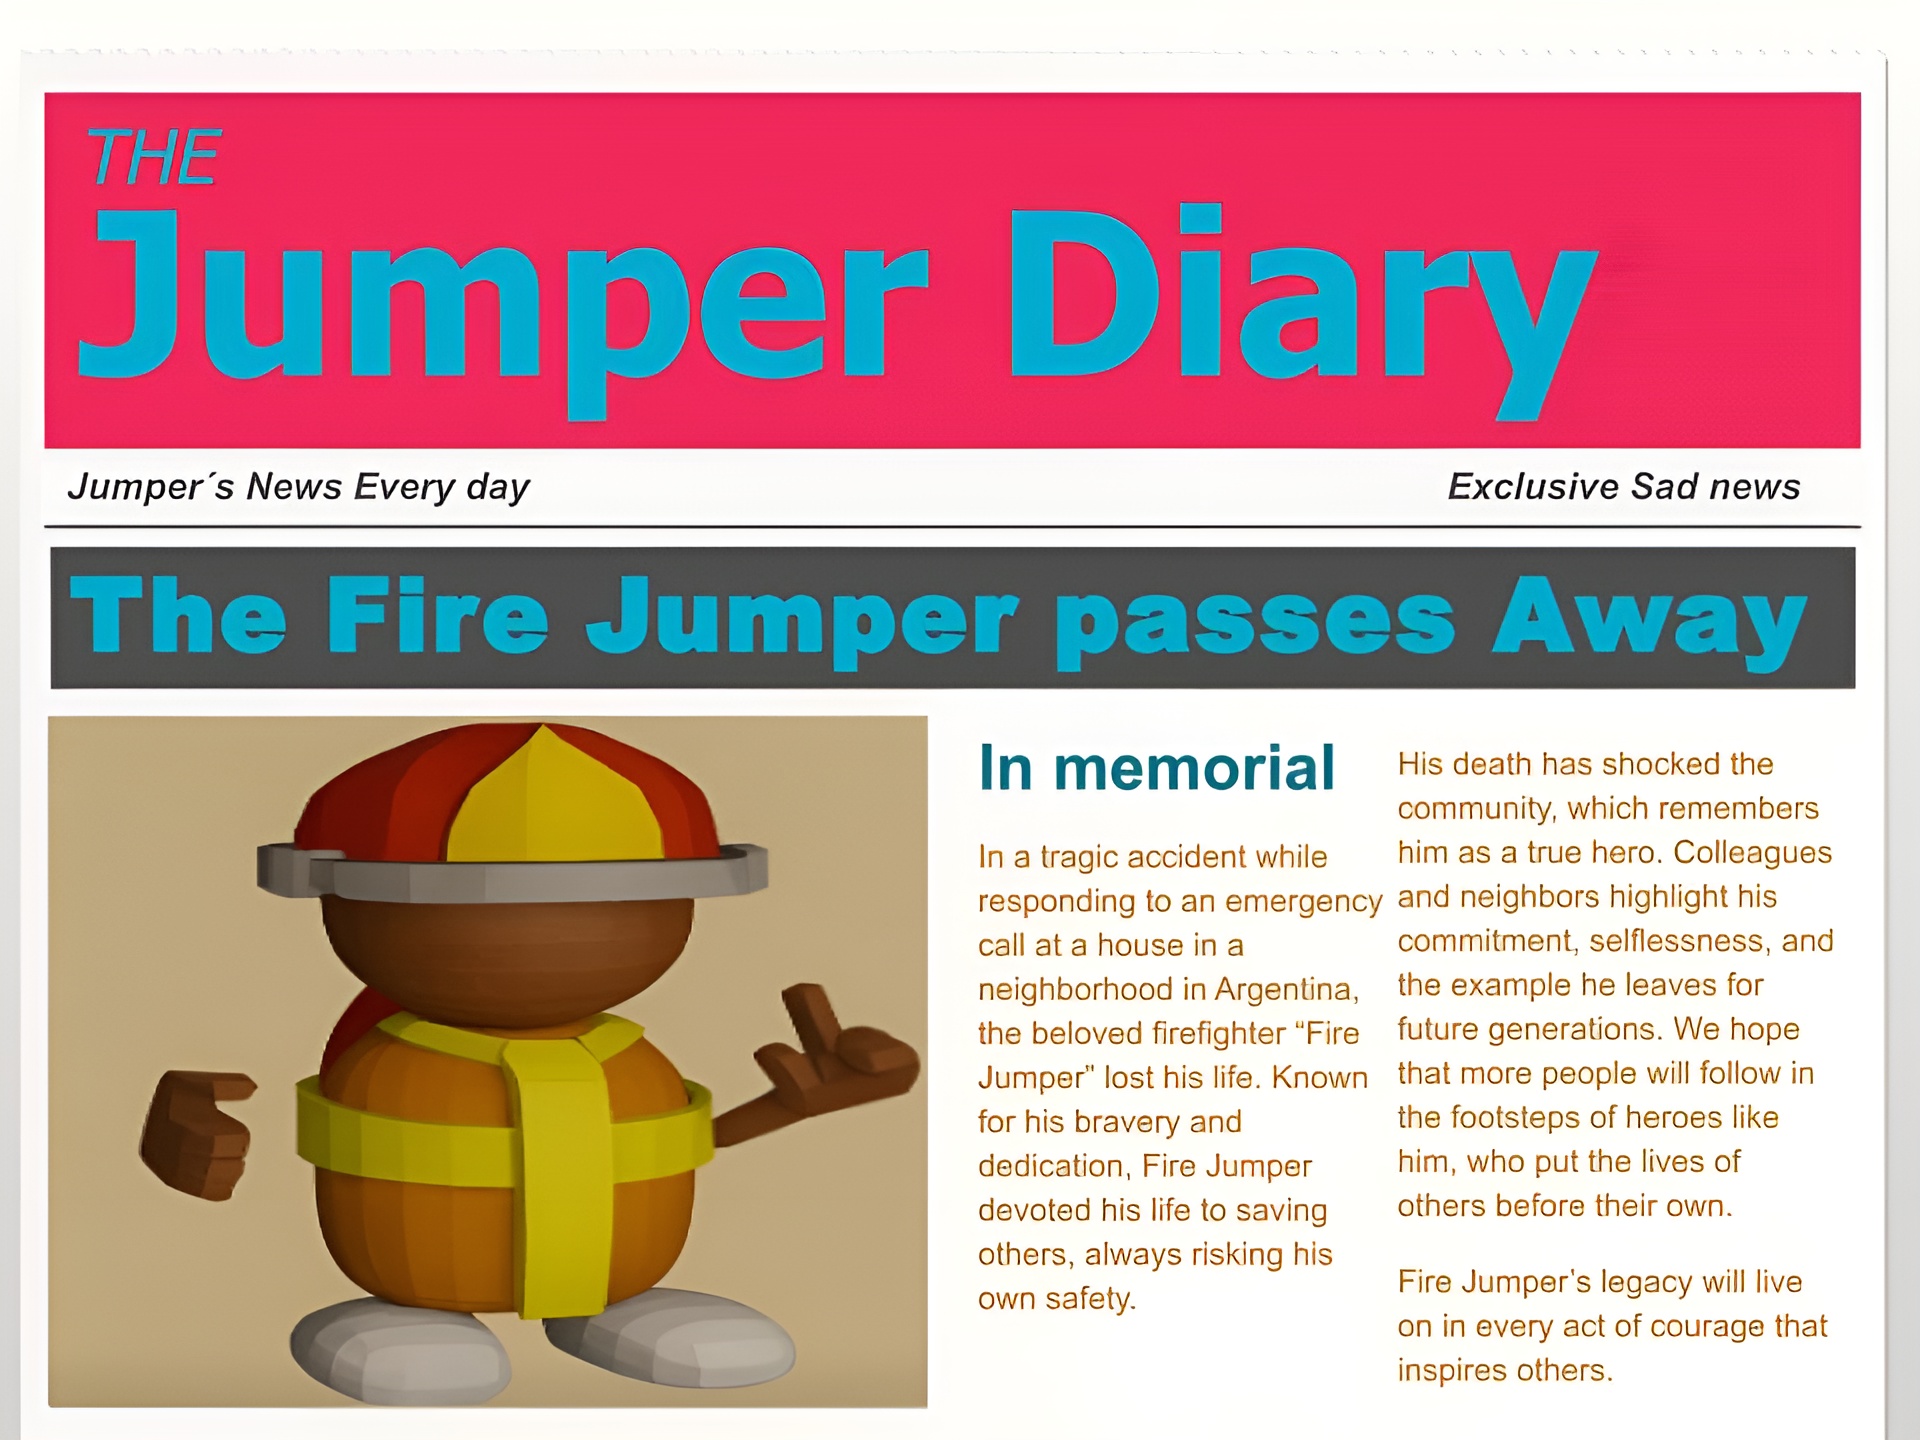 THE
Jumper Diary
Jumper´s News Every day
Exclusive Sad news
The Fire Jumper passes Away
In memorial
In a tragic accident while
responding to an emergency
call at a house in a
neighborhood in Argentina,
the beloved firefighter “Fire
Jumper” lost his life. Known
for his bravery and
dedication, Fire Jumper
devoted his life to saving
others, always risking his
own safety.
His death has shocked the
community, which remembers
him as a true hero. Colleagues
and neighbors highlight his
commitment, selflessness, and
the example he leaves for
future generations. We hope
that more people will follow in
the footsteps of heroes like
him, who put the lives of
others before their own.
Fire Jumper's legacy will live
on in every act of courage that
inspires others.